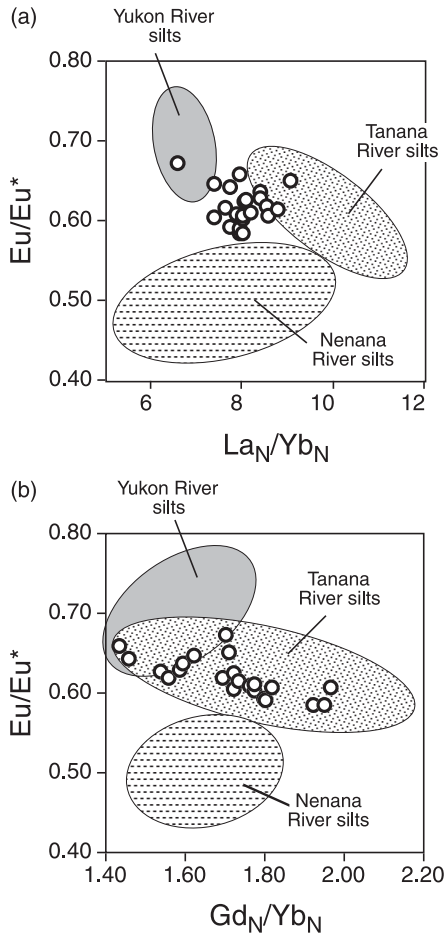 (a)
Yukon River
silts
0.80
Tanana
River silts
0.70
Eu/Eu*
0.60
0.50
Nenana
River silts
0.40
6 8 10 12
LaN/YbN
(b)
Yukon River
silts
0.80
Tanana
River silts
0.70
Eu/Eu*
0.60
0.50
Nenana
River silts
0.40
1.40 1.60 1.80 2.00 2.20
GdN/YbN